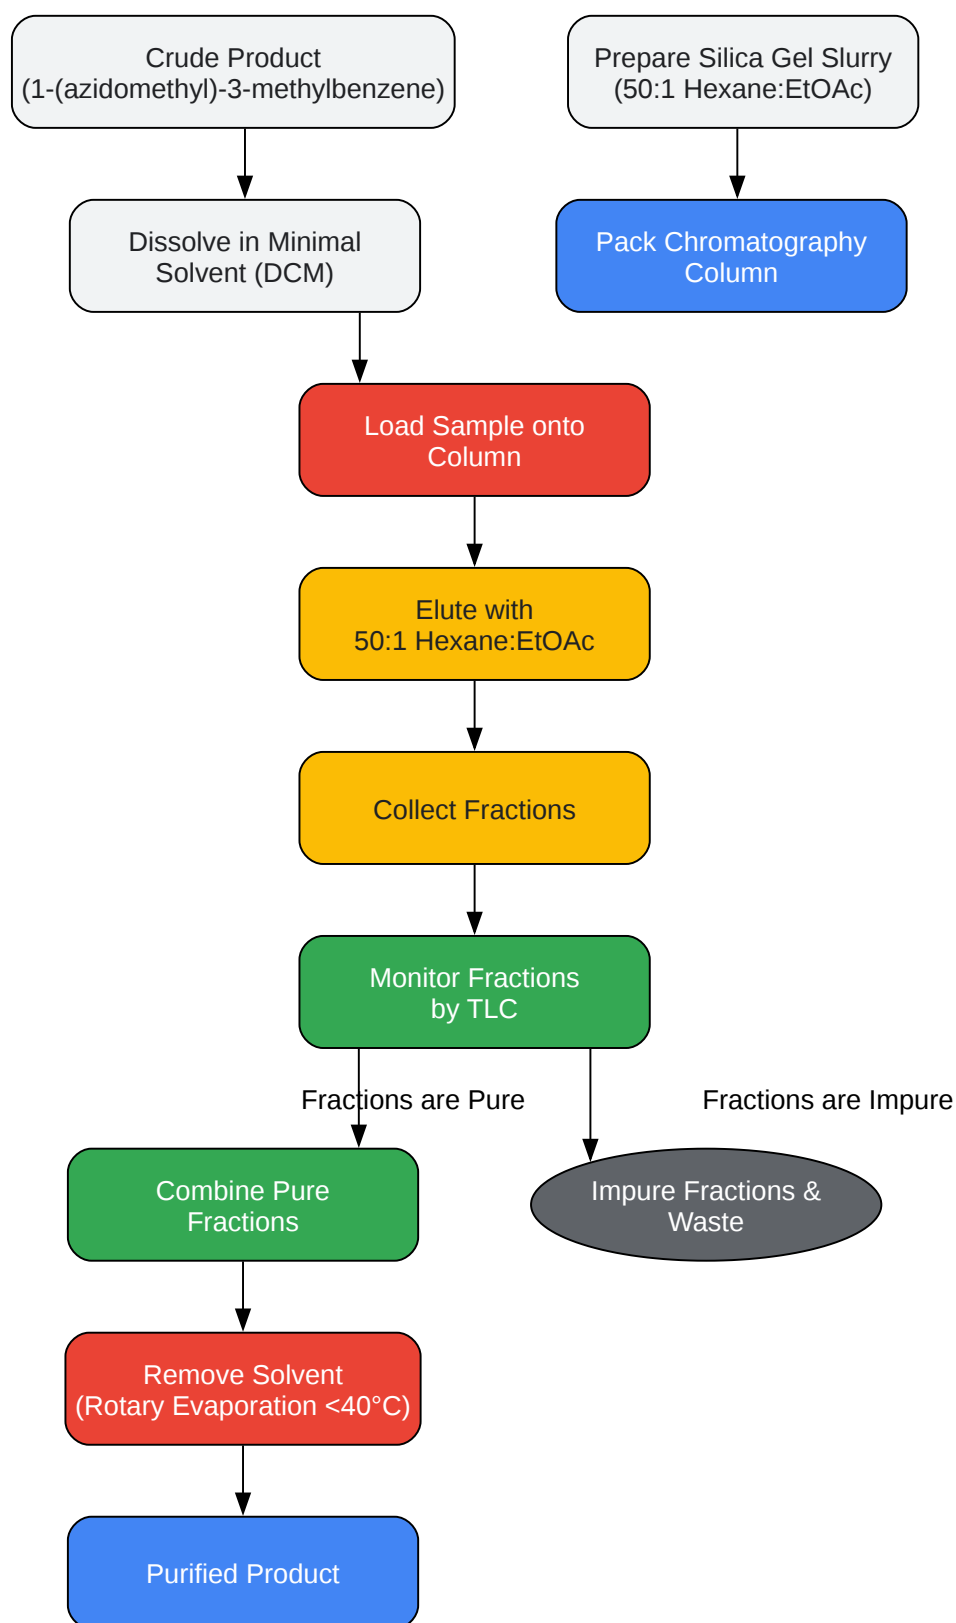 Crude Product
(1-(azidomethyl)-3-methylbenzene)
Prepare Silica Gel Slurry
(50:1 Hexane:EtOAc)
Dissolve in Minimal
Solvent (DCM)
Pack Chromatography
Column
Load Sample onto
Column
Elute with
50:1 Hexane:EtOAc
Collect Fractions
Monitor Fractions
by TLC
Fractions are Pure
Fractions are Impure
Combine Pure
Fractions
Impure Fractions &
Waste
Remove Solvent
(Rotary Evaporation <40°C)
Purified Product